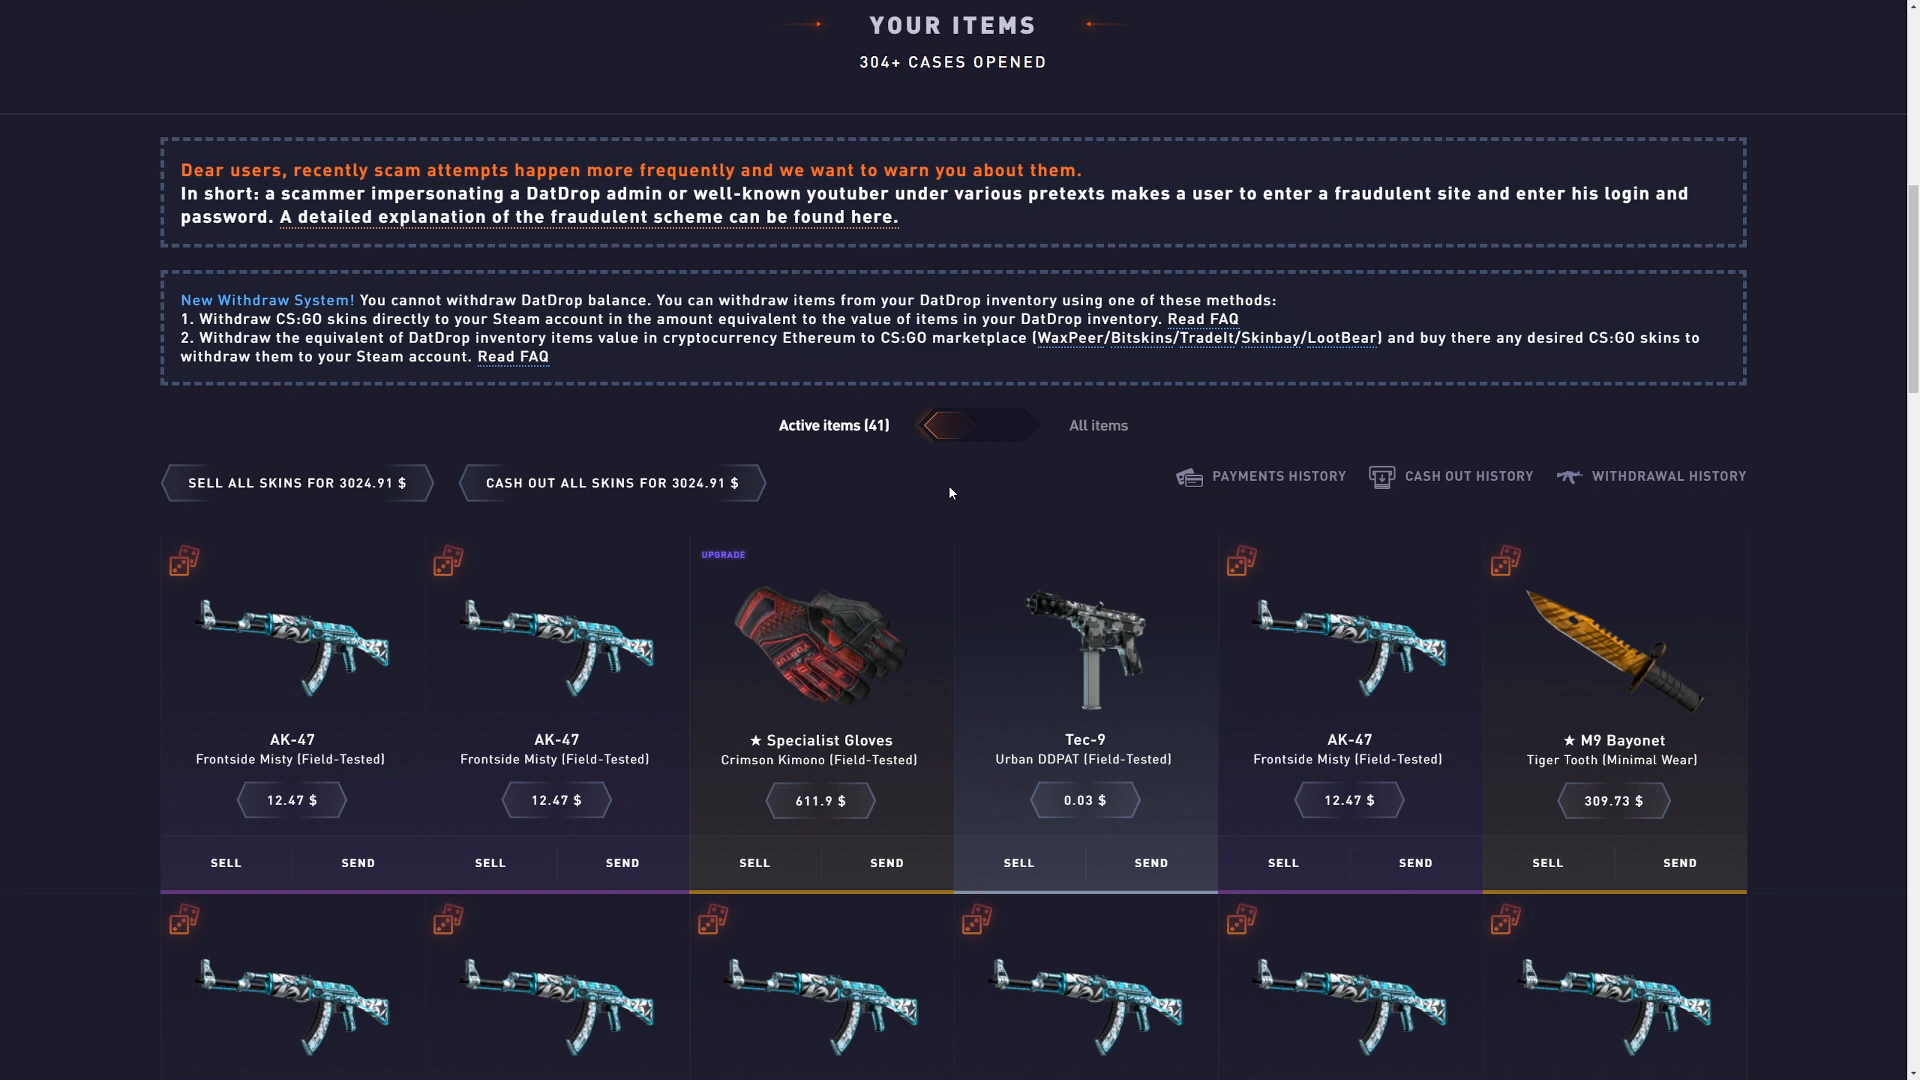 YOUR ITEMS
304+ CASES OPENED
Dear users, recently scam attempts happen more frequently and we want to warn you about them.
In short: a scammer impersonating a DatDrop admin or well-known youtuber under various pretexts makes a user to enter a fraudulent site and enter his login and
password. A detailed explanation of the fraudulent scheme can be found here.
New Withdraw System! You cannot withdraw DatDrop balance. You can withdraw items from your DatDrop inventory using one of these methods:
1. Withdraw CS:GO skins directly to your Steam account in the amount equivalent to the value of items in your DatDrop inventory. Read FAQ
2. Withdraw the equivalent of DatDrop inventory items value in cryptocurrency Ethereum to CS:GO marketplace (WaxPeer/Bitskins/TradeIt/Skinbay/LootBear) and buy there any desired CS:GO skins to
withdraw them to your Steam account. Read FAQ
Active items (41) All items
SELL ALL SKINS FOR 3024.91 $ CASH OUT ALL SKINS FOR 3024.91 $ PAYMENTS HISTORY CASH OUT HISTORY WITHDRAWAL HISTORY
UPGRADE
AK-47 AK-47 ★ Specialist Gloves Tec-9 AK-47 ★ M9 Bayonet
Frontside Misty (Field-Tested) Frontside Misty (Field-Tested) Crimson Kimono (Field-Tested) Urban DDPAT (Field-Tested) Frontside Misty (Field-Tested) Tiger Tooth (Minimal Wear)
12.47 $ 12.47 $ 611.9 $ 0.03 $ 12.47 $ 309.73 $
SELL SEND SELL SEND SELL SEND SELL SEND SELL SEND SELL SEND